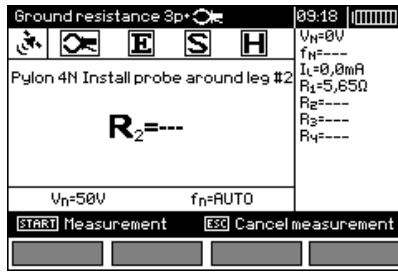 Ground resistance 3p+
09:18
E S H
Pylon 4N Install probe around leg #2
R₂=---
Vn=50V fn=AUTO
VN=0V
fN=---
IL=0,0mA
R1=5,65Ω
R2=---
R3=---
R4=---
START Measurement ESC Cancel measurement